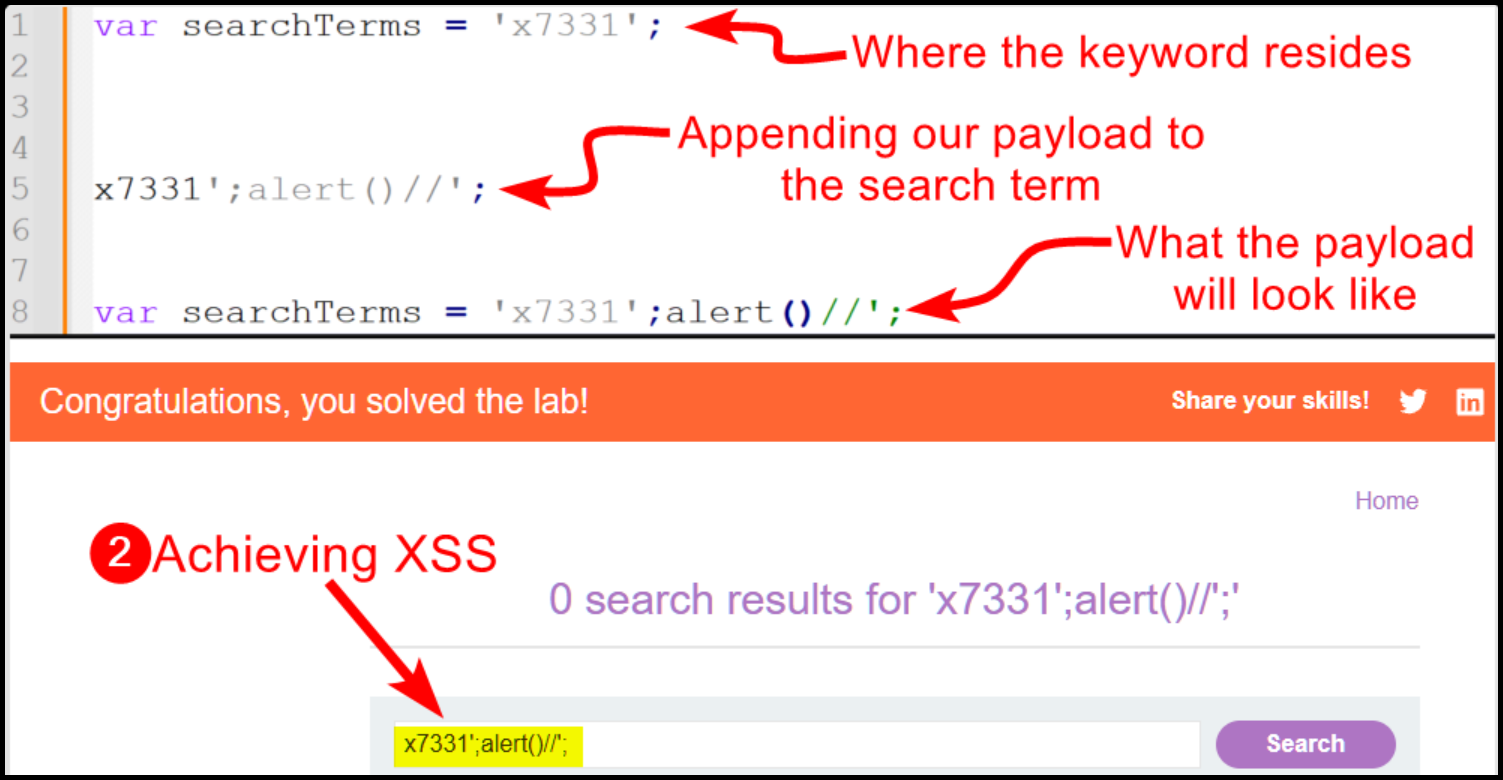 1 var searchTerms = 'x7331';
Where the keyword resides
2
3
Appending our payload to
4
the search term
5 x7331';alert()//';
6
What the payload
7
will look like
8 var searchTerms = 'x7331';alert()//';
Congratulations, you solved the lab!
Share your skills!
in
Home
2 Achieving XSS
0 search results for 'x7331';alert()//';'
x7331';alert()//';
Search